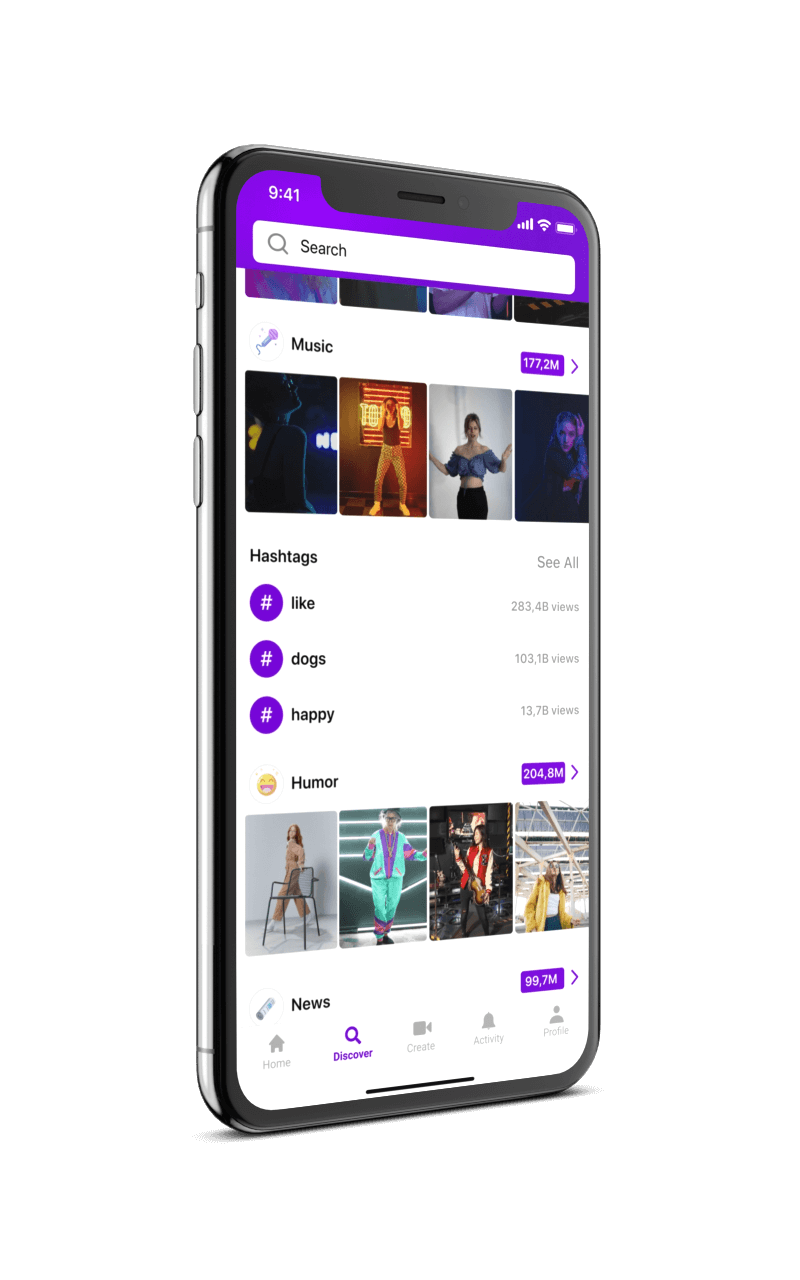 9:41
Search
Music
177,2M
Hashtags
See All
# like
283,4B views
# dogs
103,1B views
# happy
13,7B views
Humor
204,8M
News
99,7M
Home
Discover
Create
Activity
Profile